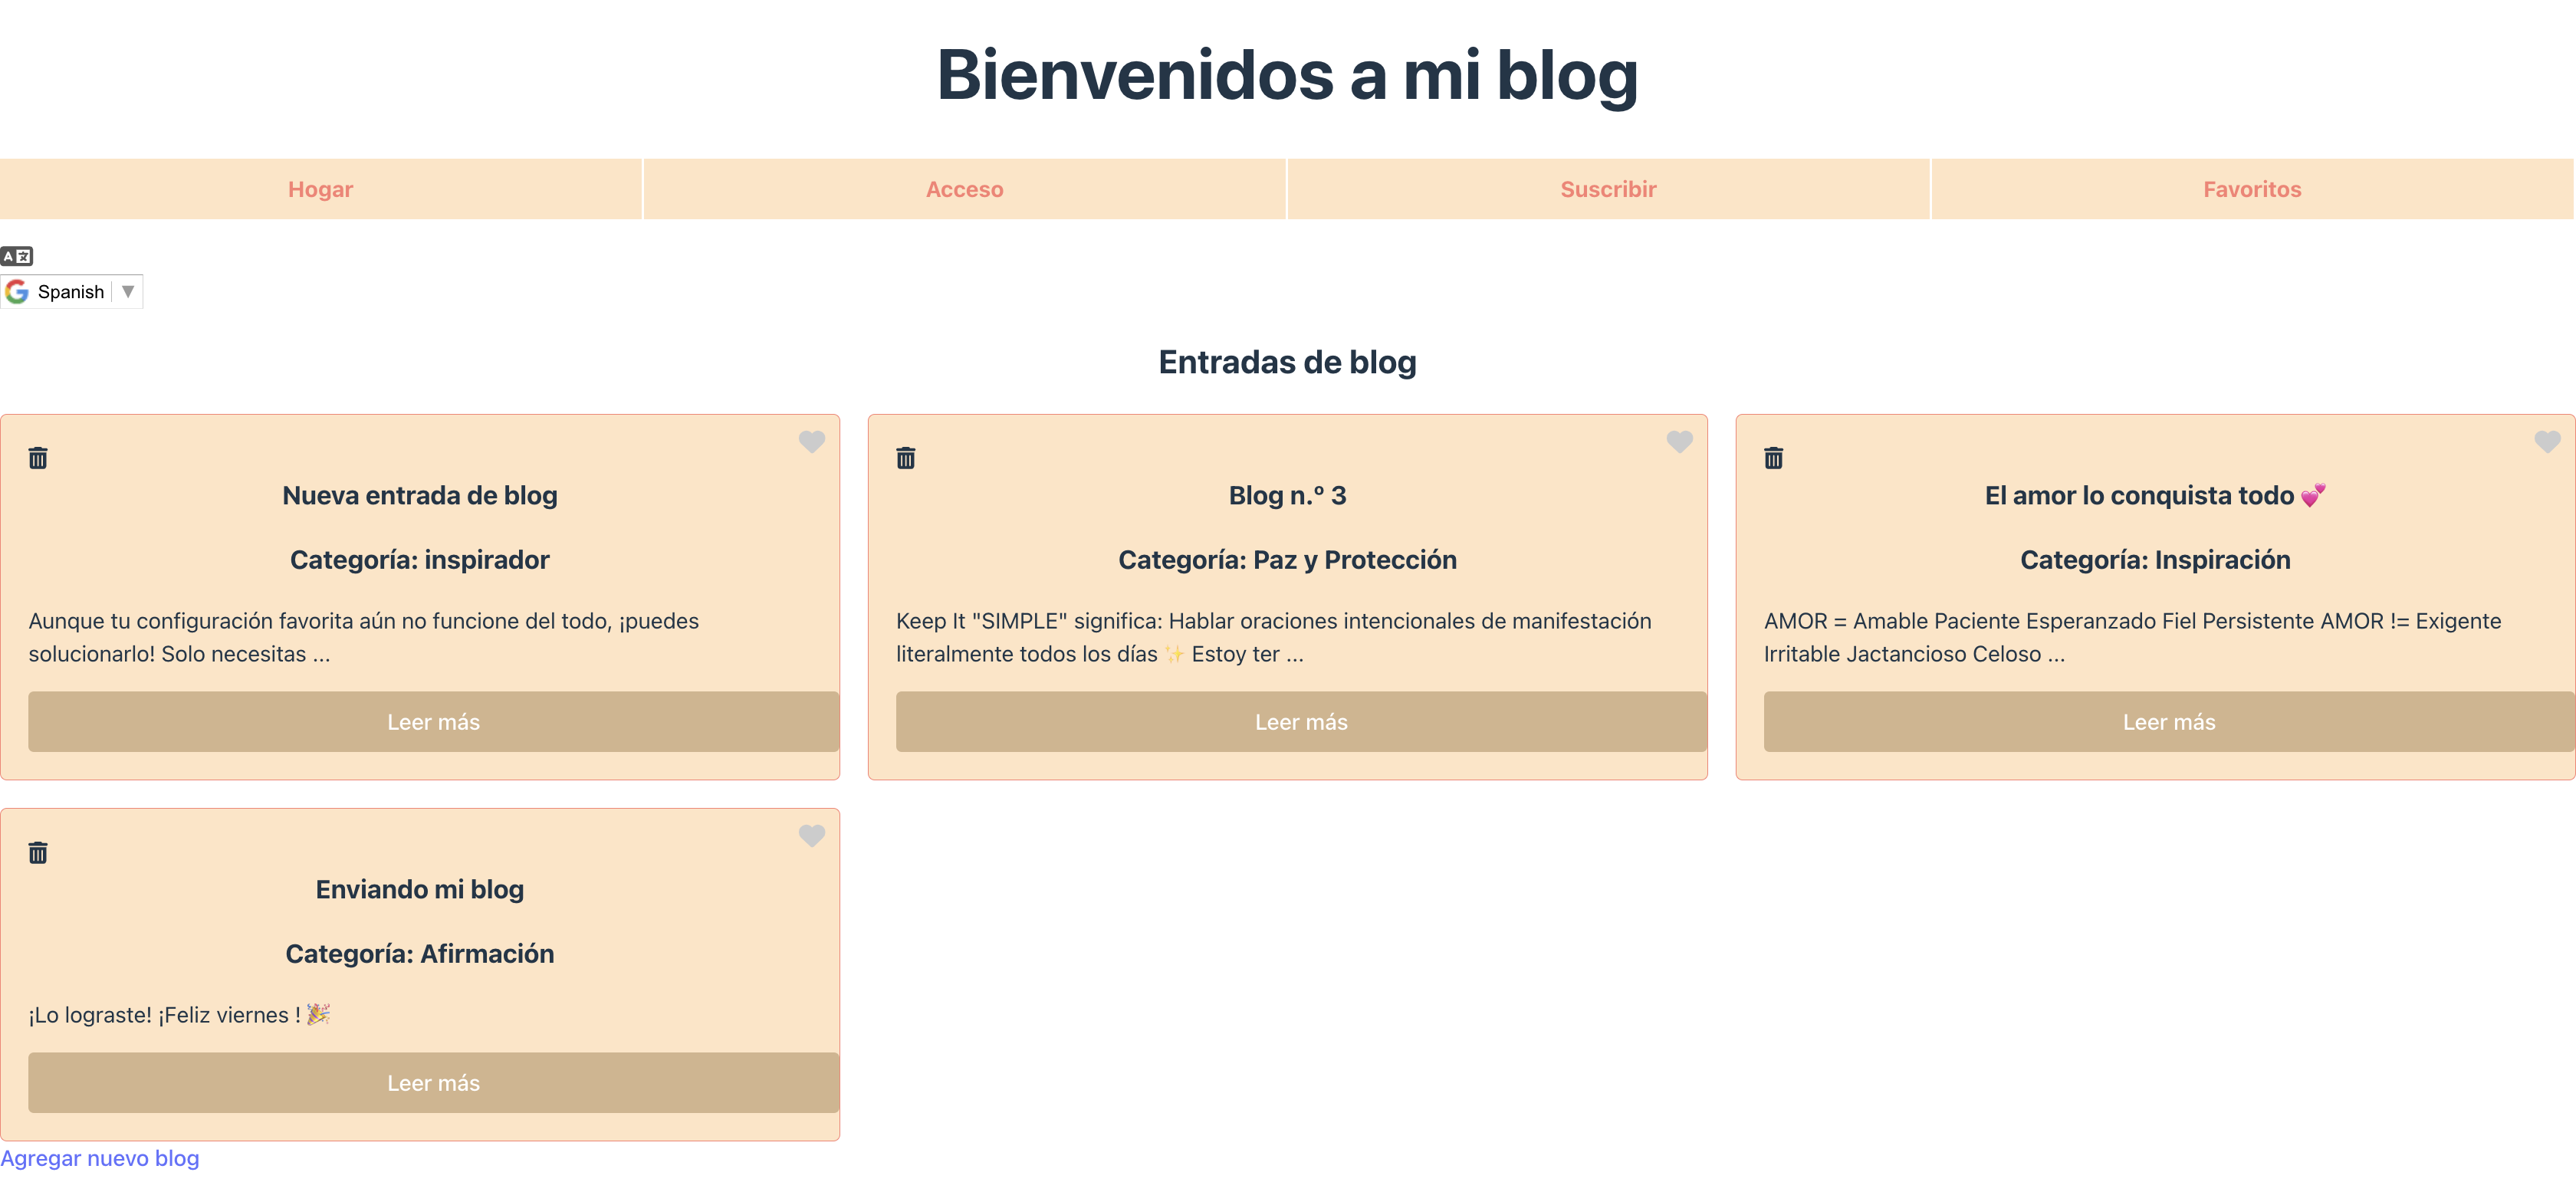 Bienvenidos a mi blog
Hogar
Acceso
Suscribir
Favoritos
A 文
G Spanish ▼
Entradas de blog
Nueva entrada de blog
Categoría: inspirador
Aunque tu configuración favorita aún no funcione del todo, ¡puedes
solucionarlo! Solo necesitas ...
Leer más
Blog n.º 3
Categoría: Paz y Protección
Keep It "SIMPLE" significa: Hablar oraciones intencionales de manifestación
literalmente todos los días ✨ Estoy ter ...
Leer más
El amor lo conquista todo 💕
Categoría: Inspiración
AMOR = Amable Paciente Esperanzado Fiel Persistente AMOR != Exigente
Irritable Jactancioso Celoso ...
Leer más
Enviando mi blog
Categoría: Afirmación
¡Lo lograste! ¡Feliz viernes ! 🎉
Leer más
Agregar nuevo blog